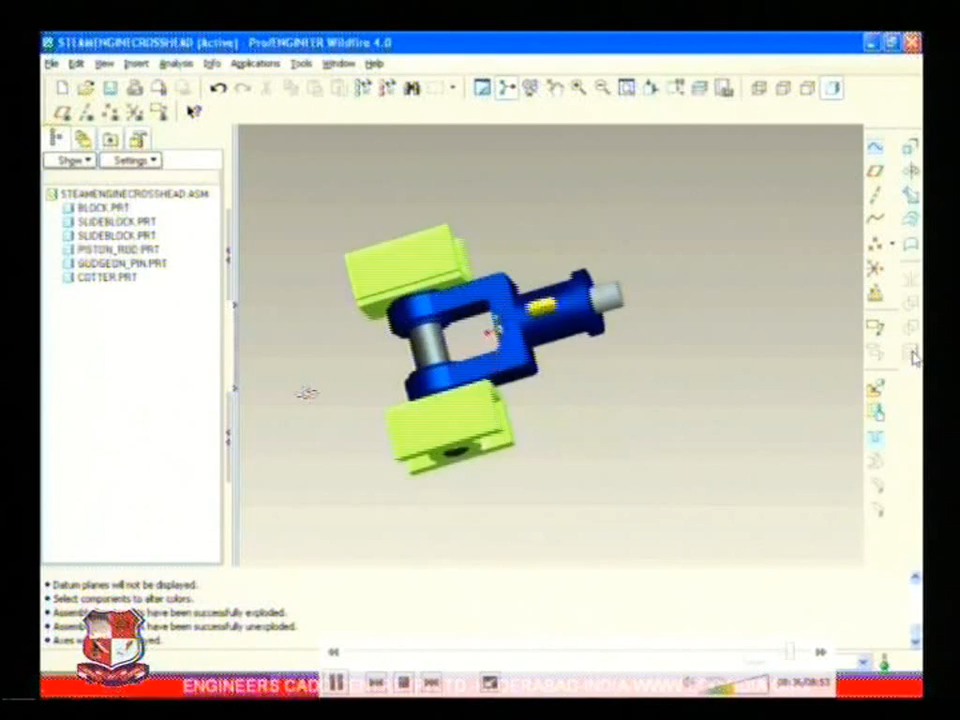 STEAMENGINECROSSHEAD (Active) - Pro/ENGINEER Wildfire 4.0
File Edit View Insert Analysis Info Applications Tools Window Help
Show Settings
STEAMENGINECROSSHEAD.ASM
BLOCK.PRT
SLIDEBLOCK.PRT
SLIDEBLOCK.PRT
PISTON_ROD.PRT
GUDGEON_PIN.PRT
COTTER.PRT
• Datum planes will not be displayed.
• Select components to alter colors.
• have been successfully exploded.
• have been successfully unexploded.
• Axes
ENGINEERS INDIA